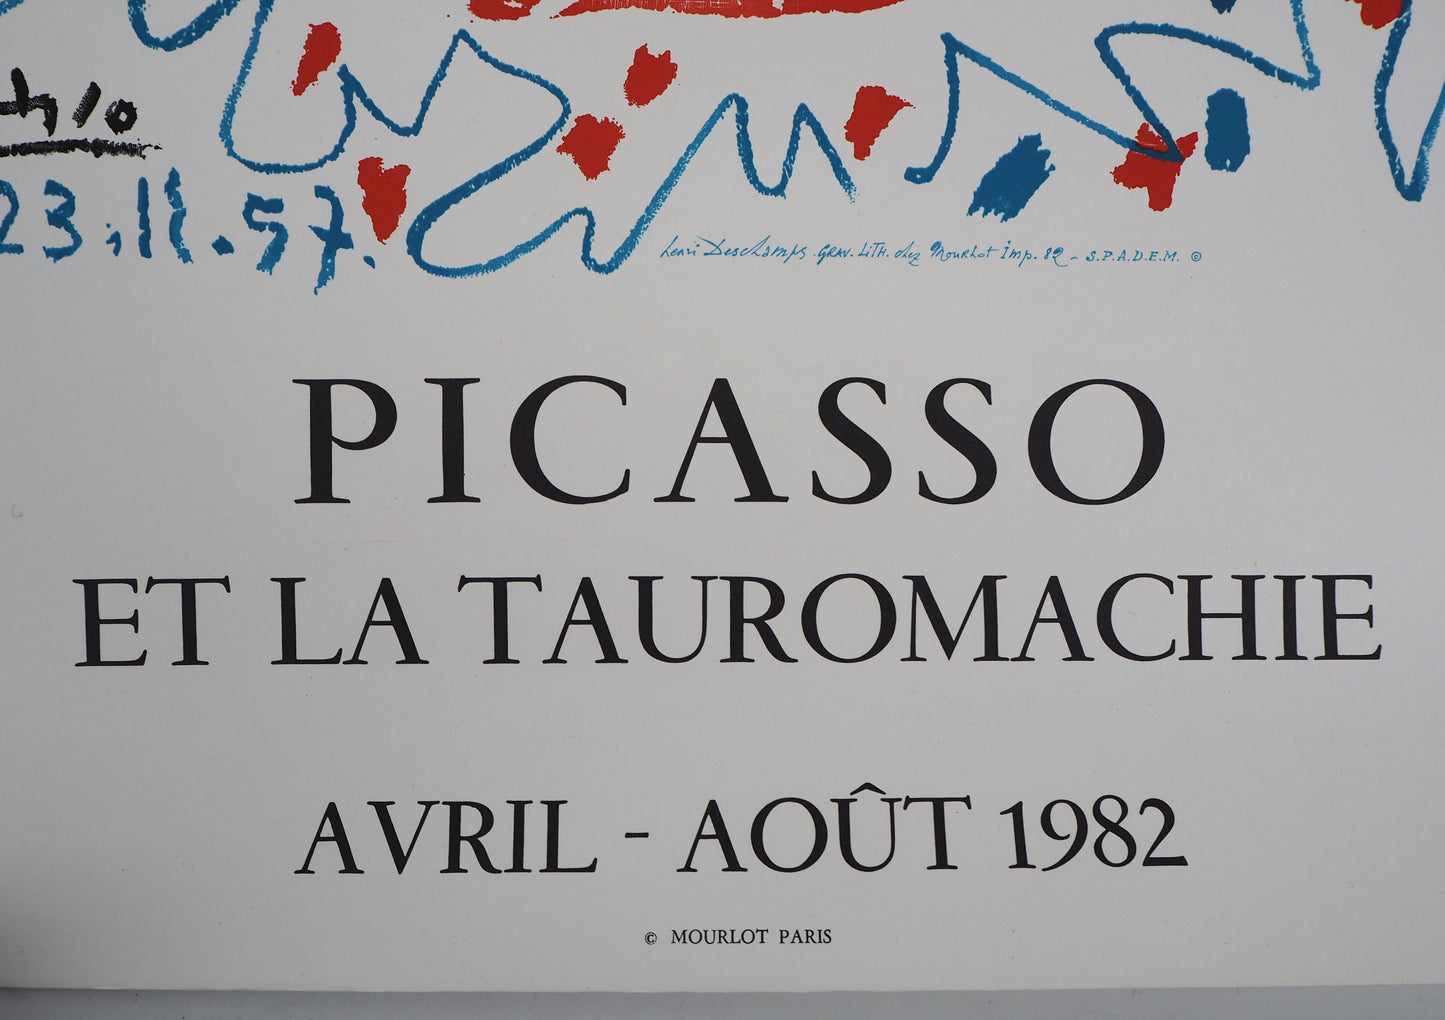 23.11.57.
Henri Deschamps. GRAV. LITH. chez Mourlot Imp. 82 - S.P.A.D.E.M. ©
PICASSO
ET LA TAUROMACHIE
AVRIL - AOÛT 1982
© MOURLOT PARIS